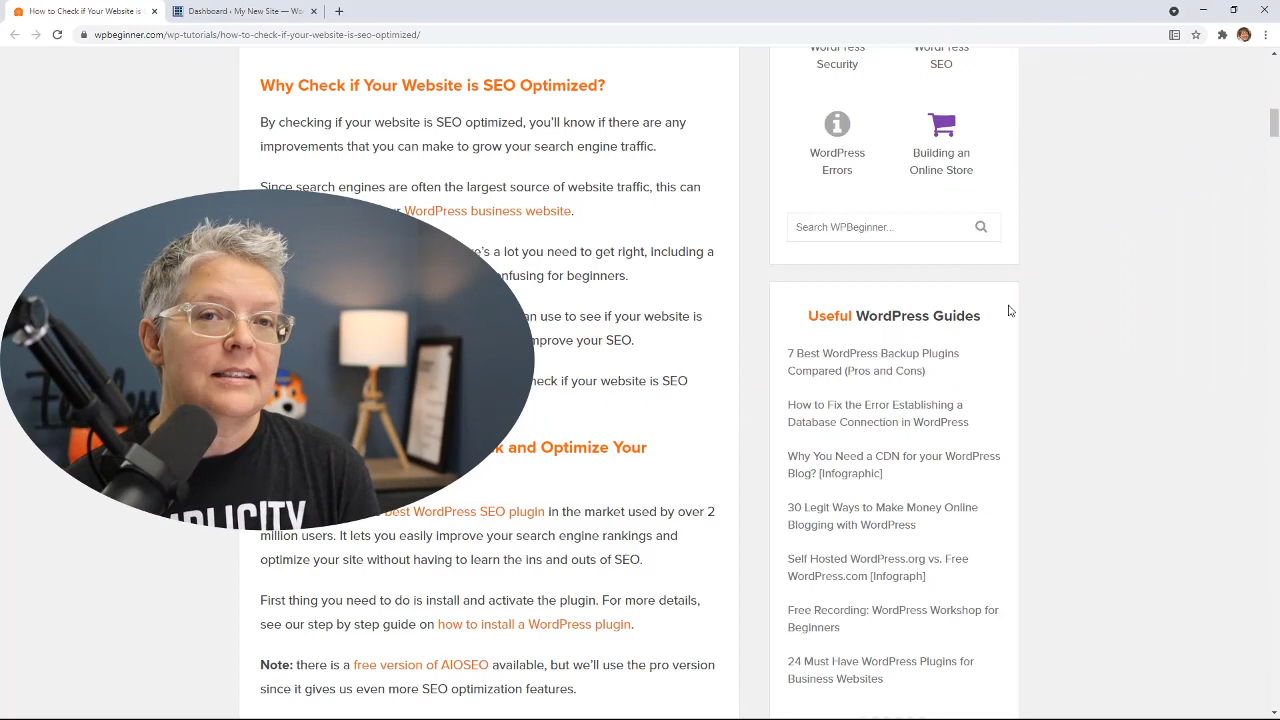 How to Check if Your Website is
Dashboard ‹ My New Site — Wo
wpbeginner.com/wp-tutorials/how-to-check-if-your-website-is-seo-optimized/
Why Check if Your Website is SEO Optimized?
By checking if your website is SEO optimized, you'll know if there are any
improvements that you can make to grow your search engine traffic.
Since search engines are often the largest source of website traffic, this can
WordPress business website.
a lot you need to get right, including a
for beginners.
use to see if your website is
improve your SEO.
if your website is SEO
and Optimize Your
best WordPress SEO plugin in the market used by over 2
million users. It lets you easily improve your search engine rankings and
optimize your site without having to learn the ins and outs of SEO.
First thing you need to do is install and activate the plugin. For more details,
see our step by step guide on how to install a WordPress plugin.
Note: there is a free version of AIOSEO available, but we'll use the pro version
since it gives us even more SEO optimization features.
WordPress
Security
WordPress
SEO
WordPress
Errors
Building an
Online Store
Search WPBeginner...
Useful WordPress Guides
7 Best WordPress Backup Plugins
Compared (Pros and Cons)
How to Fix the Error Establishing a
Database Connection in WordPress
Why You Need a CDN for your WordPress
Blog? [Infographic]
30 Legit Ways to Make Money Online
Blogging with WordPress
Self Hosted WordPress.org vs. Free
WordPress.com [Infograph]
Free Recording: WordPress Workshop for
Beginners
24 Must Have WordPress Plugins for
Business Websites